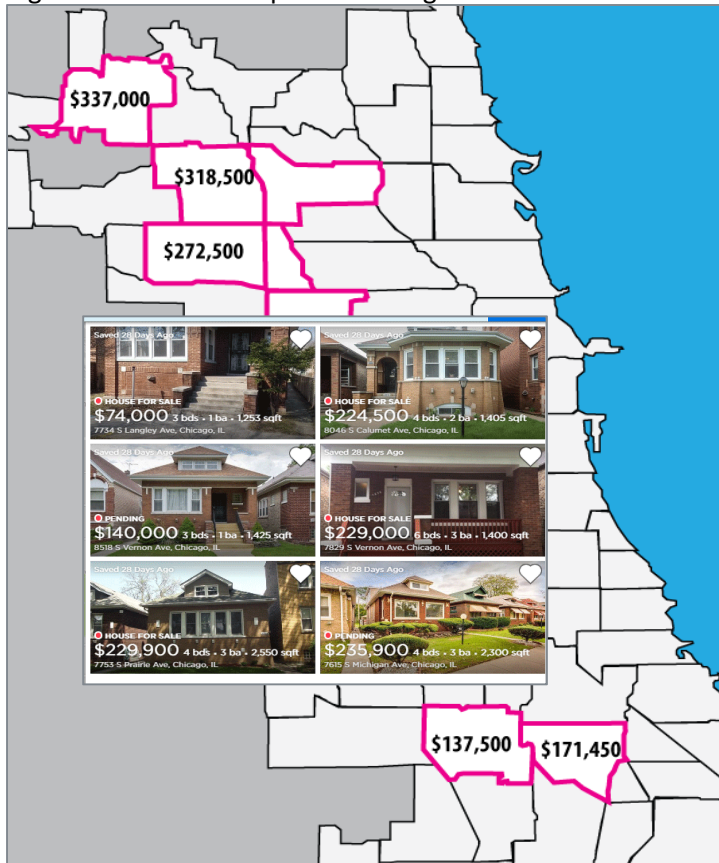 $337,000
$318,500
$272,500
Saved 28 Days Ago
HOUSE FOR SALE
$74,000 3 bds • 1 ba • 1,253 sqft
7734 S Langley Ave, Chicago, IL
Saved 28 Days Ago
HOUSE FOR SALE
$224,500 4 bds • 2 ba • 1,405 sqft
8046 S Calumet Ave, Chicago, IL
Saved 28 Days Ago
PENDING
$140,000 3 bds • 1 ba • 1,425 sqft
8518 S Vernon Ave, Chicago, IL
Saved 28 Days Ago
HOUSE FOR SALE
$229,000 6 bds • 3 ba • 1,400 sqft
7829 S Vernon Ave, Chicago, IL
Saved 28 Days Ago
HOUSE FOR SALE
$229,900 4 bds • 3 ba • 2,550 sqft
7753 S Prairie Ave, Chicago, IL
Saved 28 Days Ago
PENDING
$235,900 4 bds • 3 ba • 2,300 sqft
7615 S Michigan Ave, Chicago, IL
$137,500
$171,450